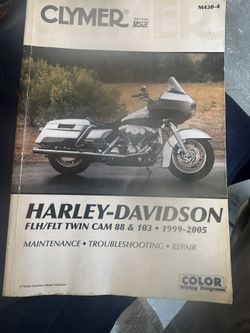 CLYMER®
M430-4
HARLEY-DAVIDSON
FLH/FLT TWIN CAM 88 & 103 • 1999-2005
MAINTENANCE • TROUBLESHOOTING • REPAIR
COLOR
Wiring Diagrams